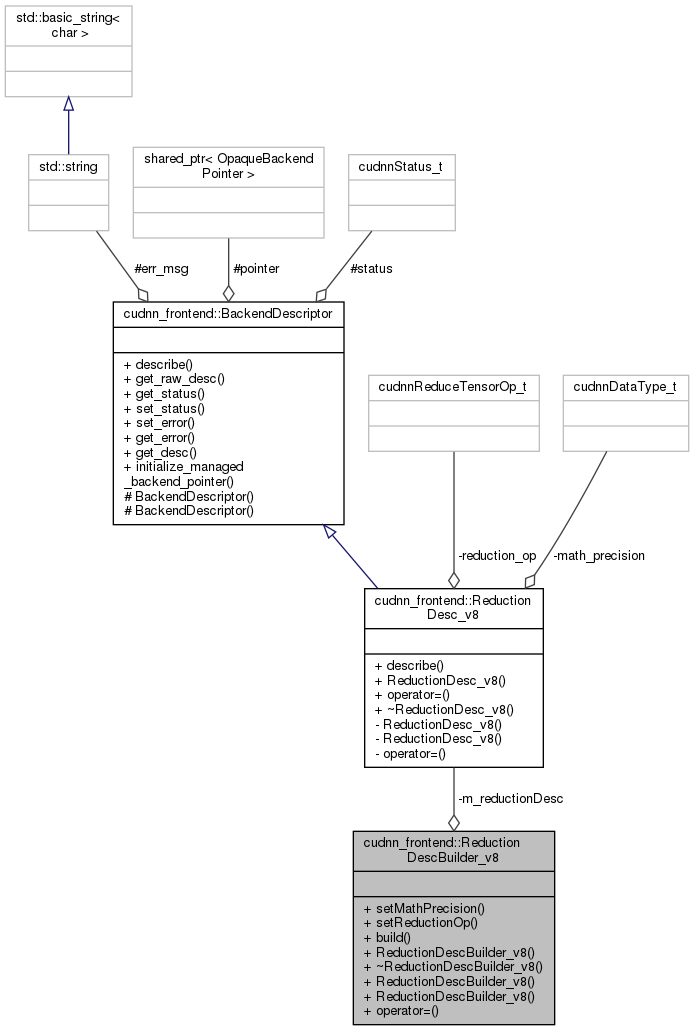 std::basic_string<
char >
std::string
shared_ptr< OpaqueBackend
Pointer >
cudnnStatus_t
#err_msg
#pointer
#status
cudnn_frontend::BackendDescriptor
+ describe()
+ get_raw_desc()
+ get_status()
+ set_status()
+ set_error()
+ get_error()
+ get_desc()
+ initialize_managed
_backend_pointer()
# BackendDescriptor()
# BackendDescriptor()
cudnnReduceTensorOp_t
cudnnDataType_t
-reduction_op
-math_precision
cudnn_frontend::Reduction
Desc_v8
+ describe()
+ ReductionDesc_v8()
+ operator=()
+ ~ReductionDesc_v8()
- ReductionDesc_v8()
- ReductionDesc_v8()
- operator=()
-m_reductionDesc
cudnn_frontend::Reduction
DescBuilder_v8
+ setMathPrecision()
+ setReductionOp()
+ build()
+ ReductionDescBuilder_v8()
+ ~ReductionDescBuilder_v8()
+ ReductionDescBuilder_v8()
+ ReductionDescBuilder_v8()
+ operator=()